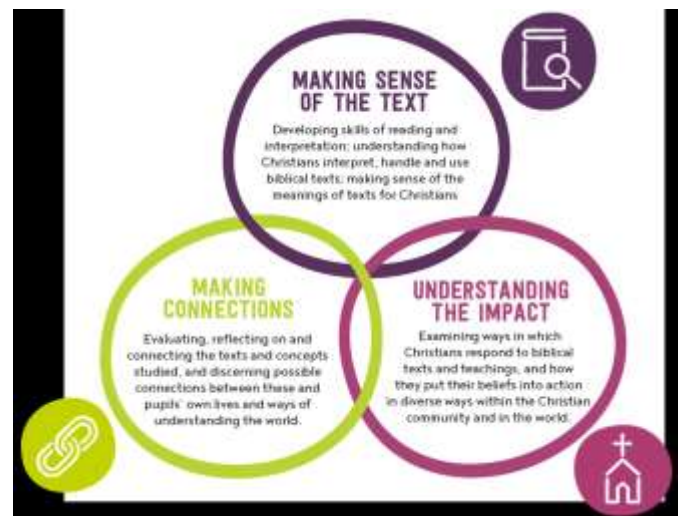 MAKING SENSE
OF THE TEXT
Developing skills of reading and
interpretation; understanding how
Christians interpret, handle and use
biblical texts; making sense of the
meanings of texts for Christians
MAKING
CONNECTIONS
Evaluating, reflecting on and
connecting the texts and concepts
studied, and discerning possible
connections between these and
pupils' own lives and ways of
understanding the world.
UNDERSTANDING
THE IMPACT
Examining ways in which
Christians respond to biblical
texts and teachings, and how
they put their beliefs into action
in diverse ways within the Christian
community and in the world.